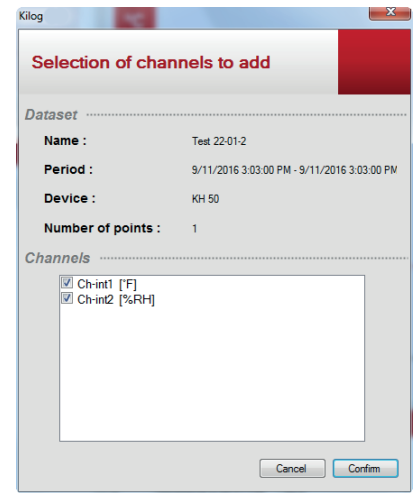 Kilog
Selection of channels to add
Dataset
Name : Test 22-01-2
Period : 9/11/2016 3:03:00 PM - 9/11/2016 3:03:00 PM
Device : KH 50
Number of points : 1
Channels
Ch-int1 [°F]
Ch-int2 [%RH]
Cancel Confirm